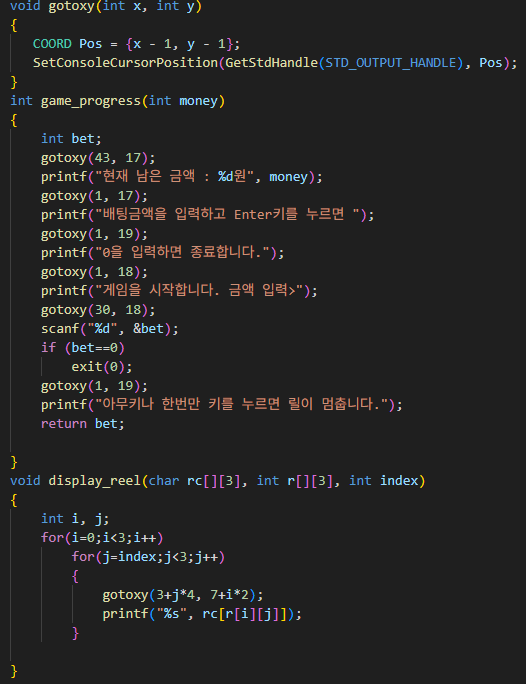 void gotoxy(int x, int y)
{
COORD Pos = {x - 1, y - 1};
SetConsoleCursorPosition(GetStdHandle(STD_OUTPUT_HANDLE), Pos);
}
int game_progress(int money)
{
int bet;
gotoxy(43, 17);
printf("현재 남은 금액 : %d원", money);
gotoxy(1, 17);
printf("배팅금액을 입력하고 Enter키를 누르면 ");
gotoxy(1, 19);
printf("0을 입력하면 종료합니다.");
gotoxy(1, 18);
printf("게임을 시작합니다. 금액 입력>");
gotoxy(30, 18);
scanf("%d", &bet);
if (bet==0)
exit(0);
gotoxy(1, 19);
printf("아무키나 한번만 키를 누르면 릴이 멈춥니다.");
return bet;
}
void display_reel(char rc[][3], int r[][3], int index)
{
int i, j;
for(i=0;i<3;i++)
for(j=index;j<3;j++)
{
gotoxy(3+j*4, 7+i*2);
printf("%s", rc[r[i][j]]);
}
}